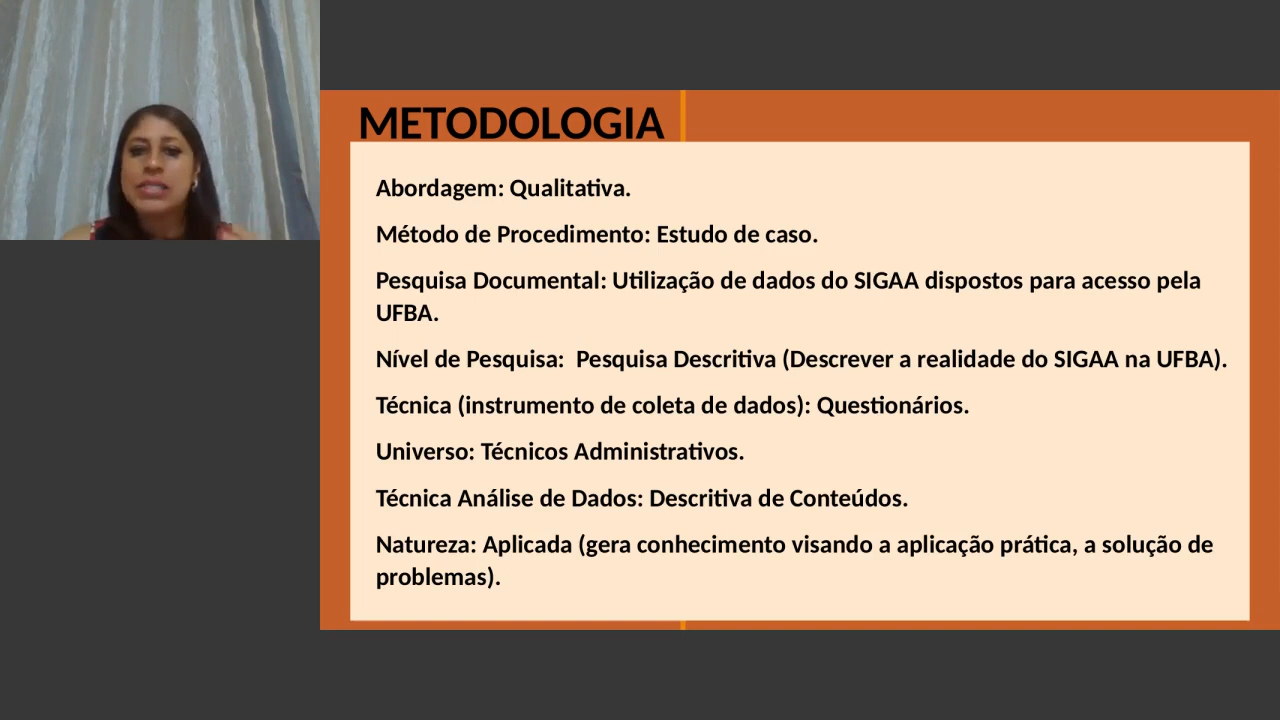 METODOLOGIA
Abordagem: Qualitativa.
Método de Procedimento: Estudo de caso.
Pesquisa Documental: Utilização de dados do SIGAA dispostos para acesso pela
UFBA.
Nível de Pesquisa:  Pesquisa Descritiva (Descrever a realidade do SIGAA na UFBA).
Técnica (instrumento de coleta de dados): Questionários.
Universo: Técnicos Administrativos.
Técnica Análise de Dados: Descritiva de Conteúdos.
Natureza: Aplicada (gera conhecimento visando a aplicação prática, a solução de
problemas).